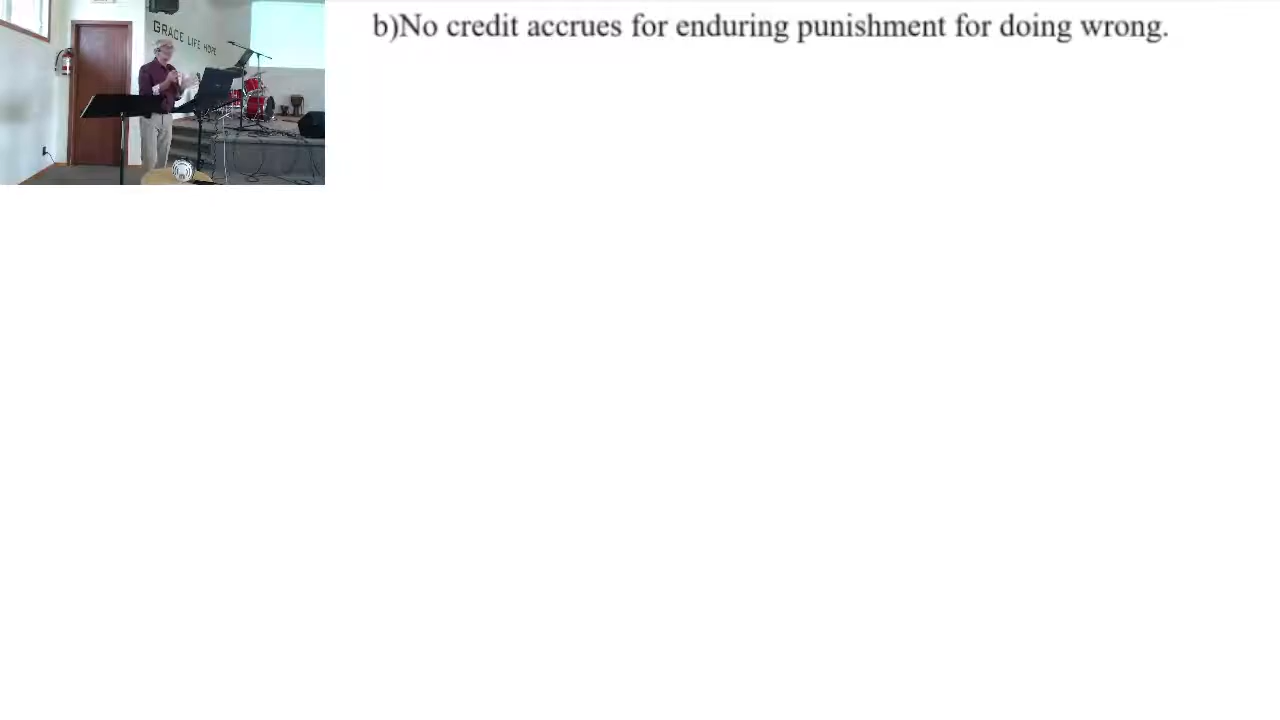 GRACE LIFE HOPE
b)No credit accrues for enduring punishment for doing wrong.